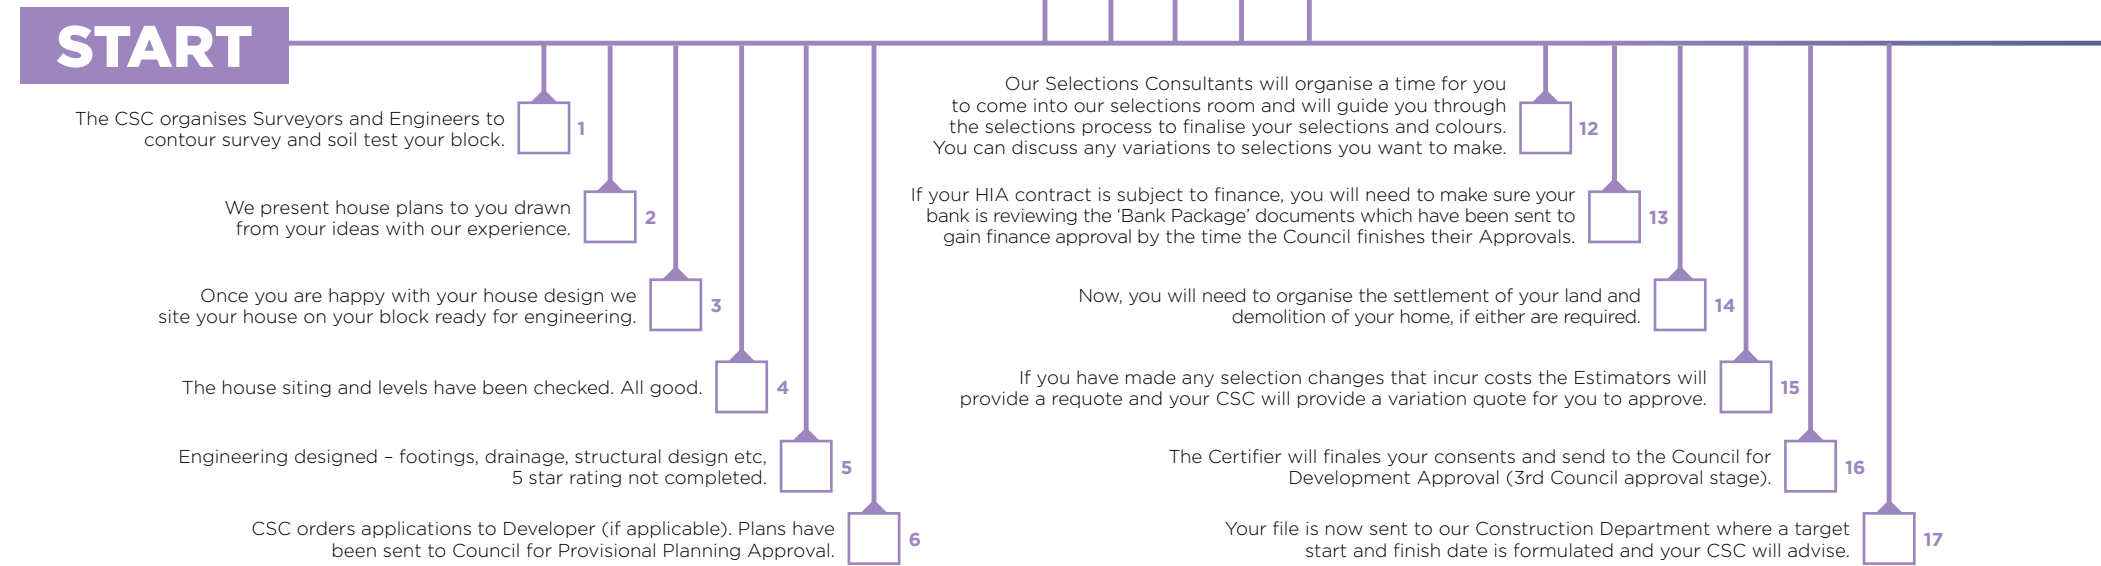 START
The CSC organises Surveyors and Engineers to
contour survey and soil test your block.
1
We present house plans to you drawn
from your ideas with our experience.
2
Once you are happy with your house design we
site your house on your block ready for engineering.
3
The house siting and levels have been checked. All good.
4
Engineering designed – footings, drainage, structural design etc,
5 star rating not completed.
5
CSC orders applications to Developer (if applicable). Plans have
been sent to Council for Provisional Planning Approval.
6
Our Selections Consultants will organise a time for you
to come into our selections room and will guide you through
the selections process to finalise your selections and colours.
You can discuss any variations to selections you want to make.
12
If your HIA contract is subject to finance, you will need to make sure your
bank is reviewing the ‘Bank Package’ documents which have been sent to
gain finance approval by the time the Council finishes their Approvals.
13
Now, you will need to organise the settlement of your land and
demolition of your home, if either are required.
14
If you have made any selection changes that incur costs the Estimators will
provide a requote and your CSC will provide a variation quote for you to approve.
15
The Certifier will finales your consents and send to the Council for
Development Approval (3rd Council approval stage).
16
Your file is now sent to our Construction Department where a target
start and finish date is formulated and your CSC will advise.
17